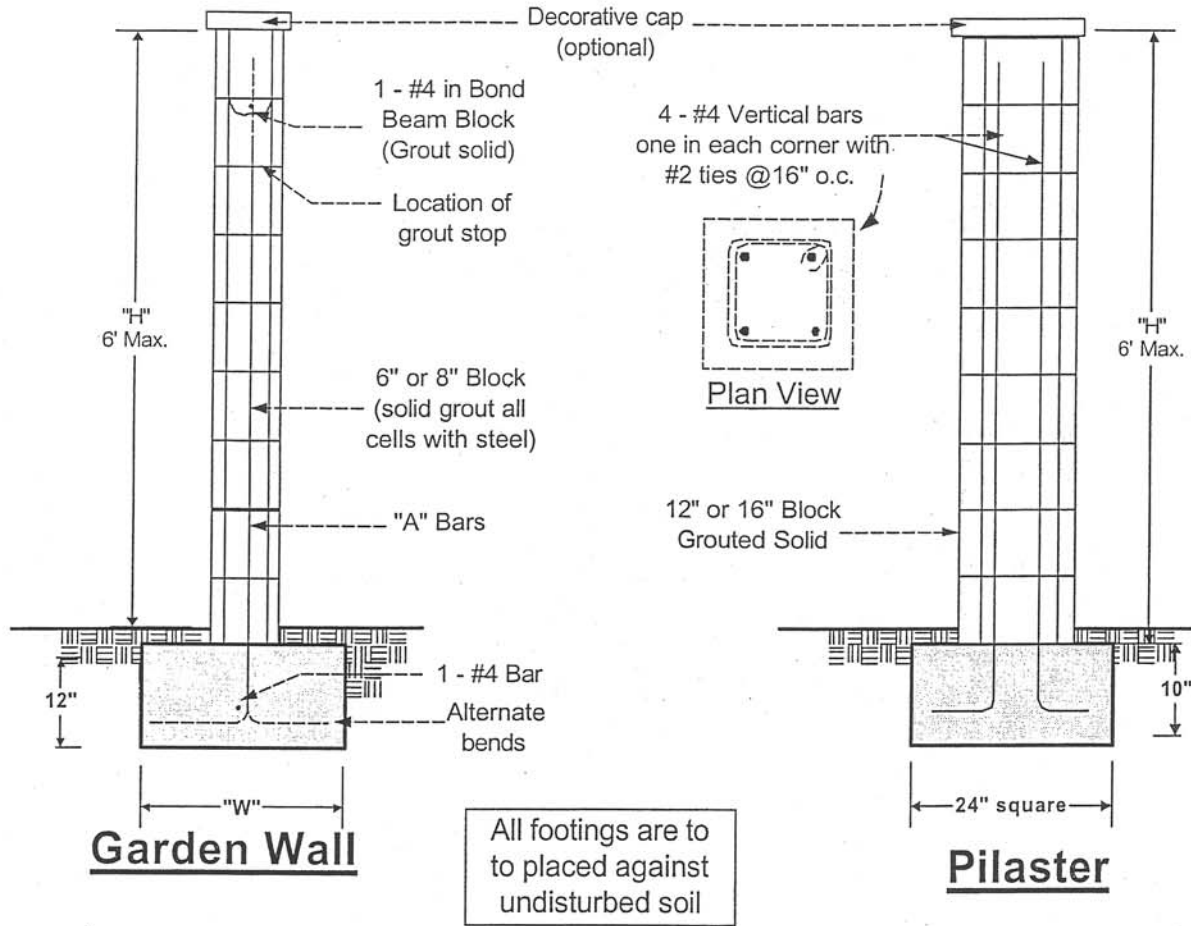 Decorative cap
(optional)
1 - #4 in Bond
Beam Block
(Grout solid)
Location of
grout stop
"H"
6' Max.
6" or 8" Block
(solid grout all
cells with steel)
"A" Bars
12"
1 - #4 Bar
Alternate
bends
"W"
Garden Wall
4 - #4 Vertical bars
one in each corner with
#2 ties @16" o.c.
Plan View
12" or 16" Block
Grouted Solid
"H"
6' Max.
10"
24" square
Pilaster
All footings are to
to placed against
undisturbed soil